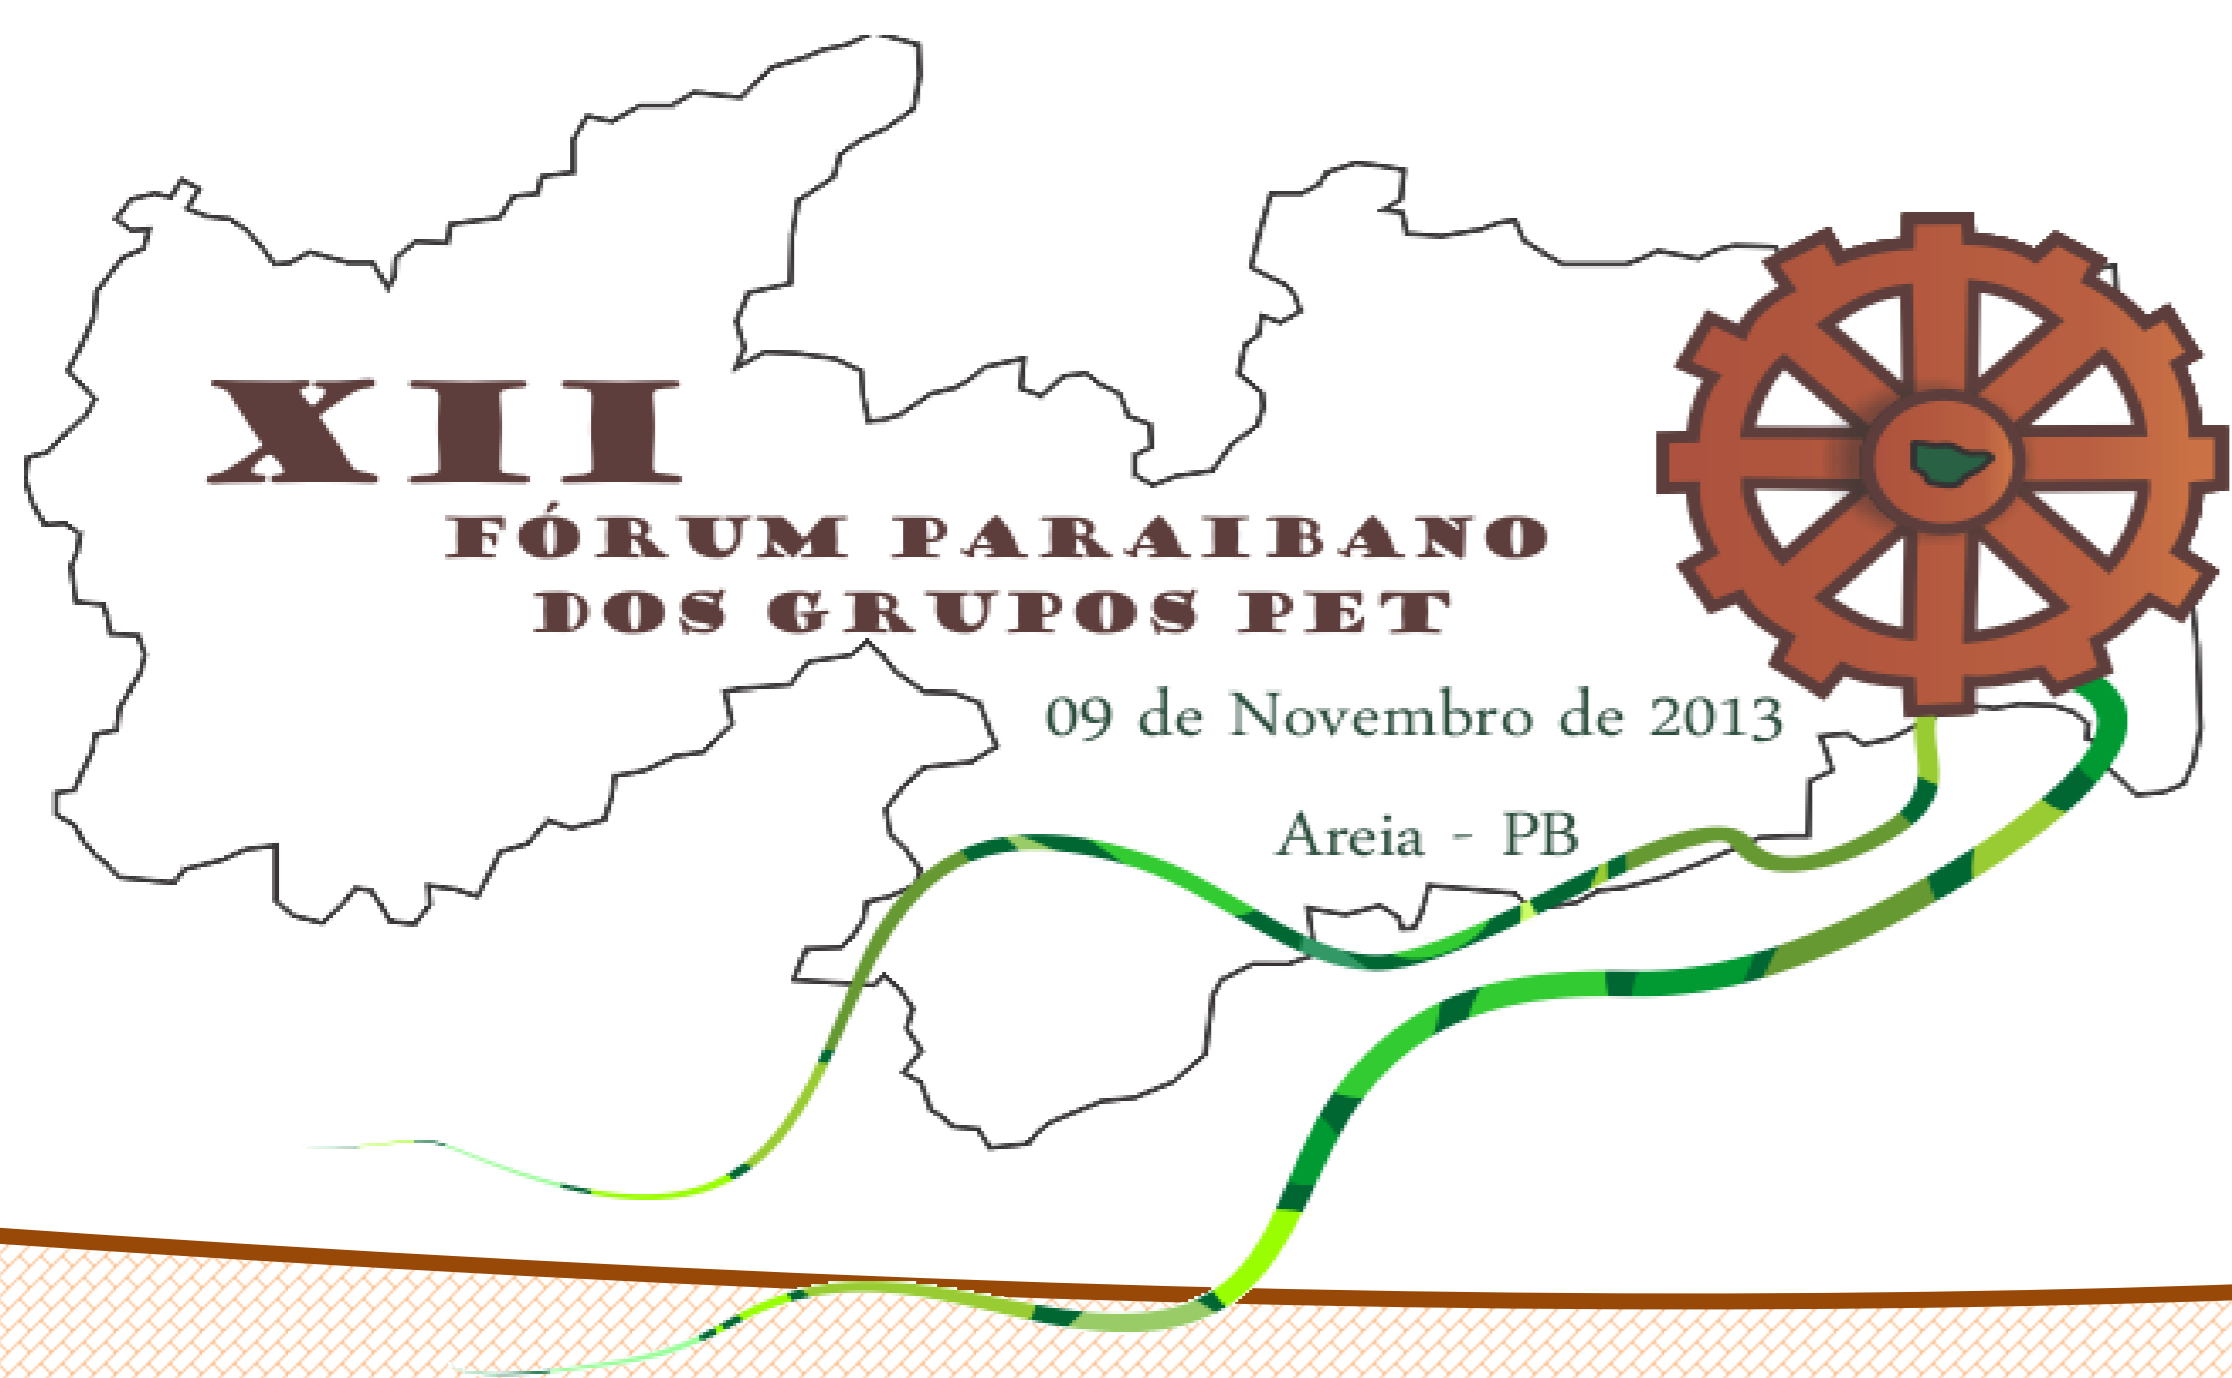 XII
FÓRUM PARAIBANO
DOS GRUPOS PET
09 de Novembro de 2013
Areia - PB